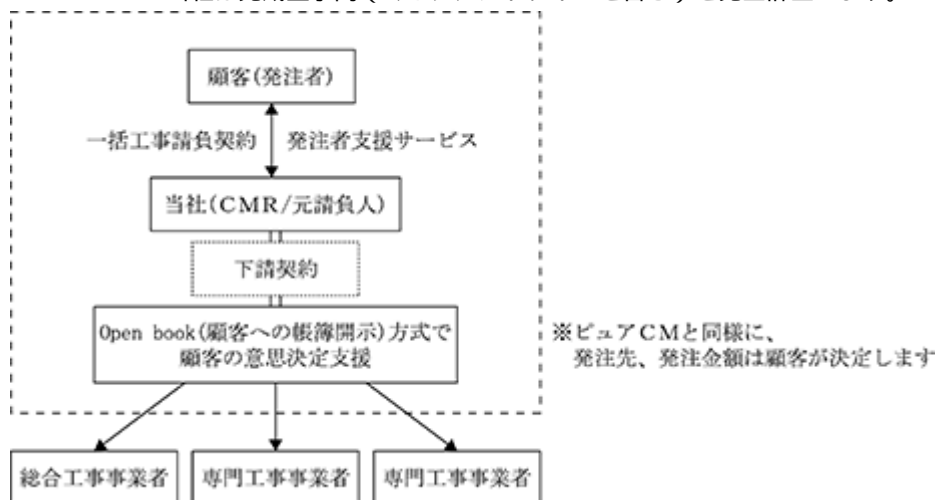 顧客(発注者)
一括工事請負契約
発注者支援サービス
当社(CMR/元請負人)
下請契約
Open book(顧客への帳簿開示)方式で
顧客の意思決定支援
※ピュアCMと同様に、
発注先、発注金額は顧客が決定します
総合工事事業者
専門工事事業者
専門工事事業者